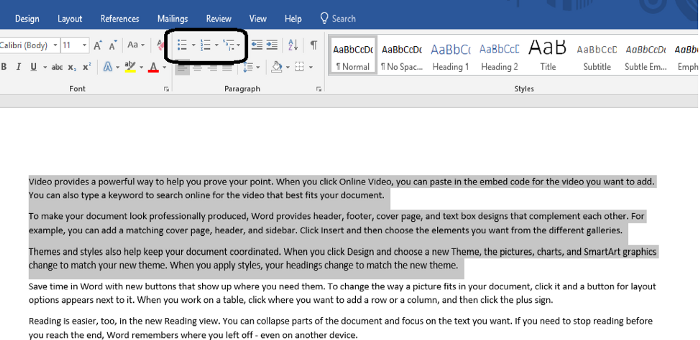 Design Layout References Mailings Review View Help Search
Calibri (Body) 11 A A Aa A
AaBbCcDc AaBbCcDc AaBbCc AaBbCcE AaB AaBbCcD AaBbCcDc AaBbCcDc
B I U abc x₂ x² A ab A
¶ Normal ¶ No Spac... Heading 1 Heading 2 Title Subtitle Subtle Em... Emphasis
Font Paragraph Styles
Video provides a powerful way to help you prove your point. When you click Online Video, you can paste in the embed code for the video you want to add.
You can also type a keyword to search online for the video that best fits your document.
To make your document look professionally produced, Word provides header, footer, cover page, and text box designs that complement each other. For
example, you can add a matching cover page, header, and sidebar. Click Insert and then choose the elements you want from the different galleries.
Themes and styles also help keep your document coordinated. When you click Design and choose a new Theme, the pictures, charts, and SmartArt graphics
change to match your new theme. When you apply styles, your headings change to match the new theme.
Save time in Word with new buttons that show up where you need them. To change the way a picture fits in your document, click it and a button for layout
options appears next to it. When you work on a table, click where you want to add a row or a column, and then click the plus sign.
Reading is easier, too, in the new Reading view. You can collapse parts of the document and focus on the text you want. If you need to stop reading before
you reach the end, Word remembers where you left off - even on another device.